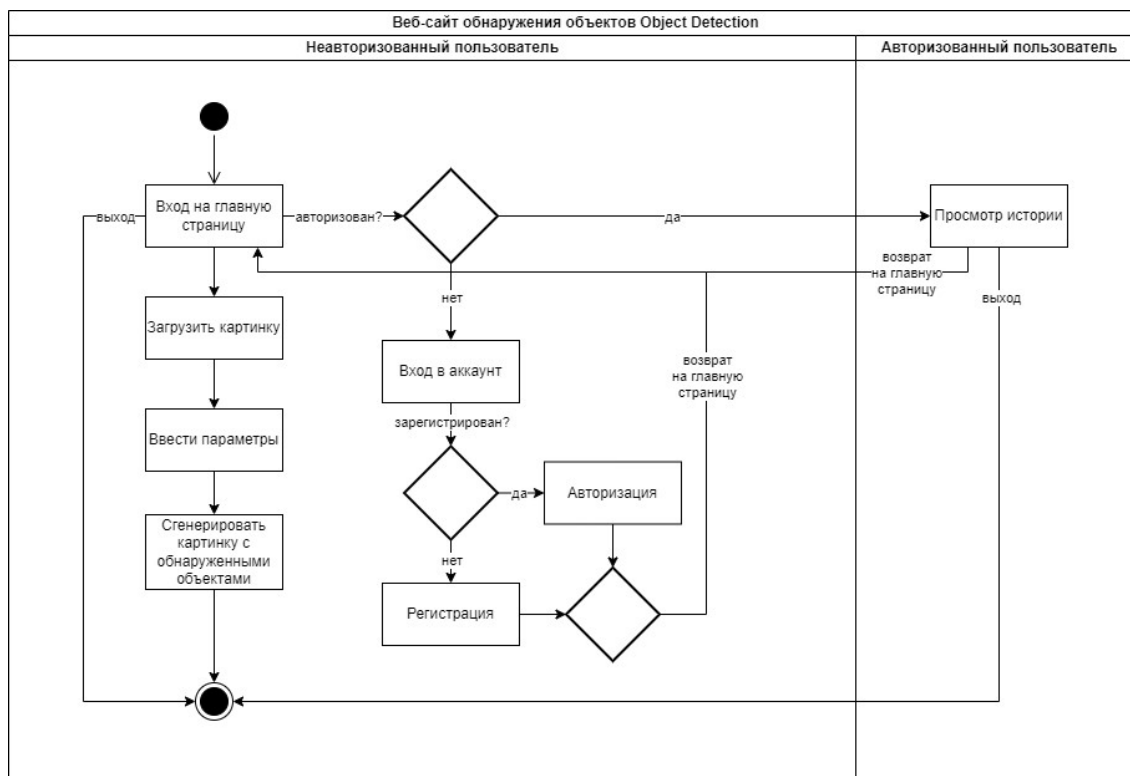 Веб-сайт обнаружения объектов Object Detection
Неавторизованный пользователь
Авторизованный пользователь
Вход на главную
страницу
выход
авторизован?
да
Просмотр истории
возврат
на главную
страницу
выход
нет
Загрузить картинку
Вход в аккаунт
возврат
на главную
страницу
зарегистрирован?
Ввести параметры
да
Авторизация
Сгенерировать
картинку с
обнаруженными
объектами
нет
Регистрация